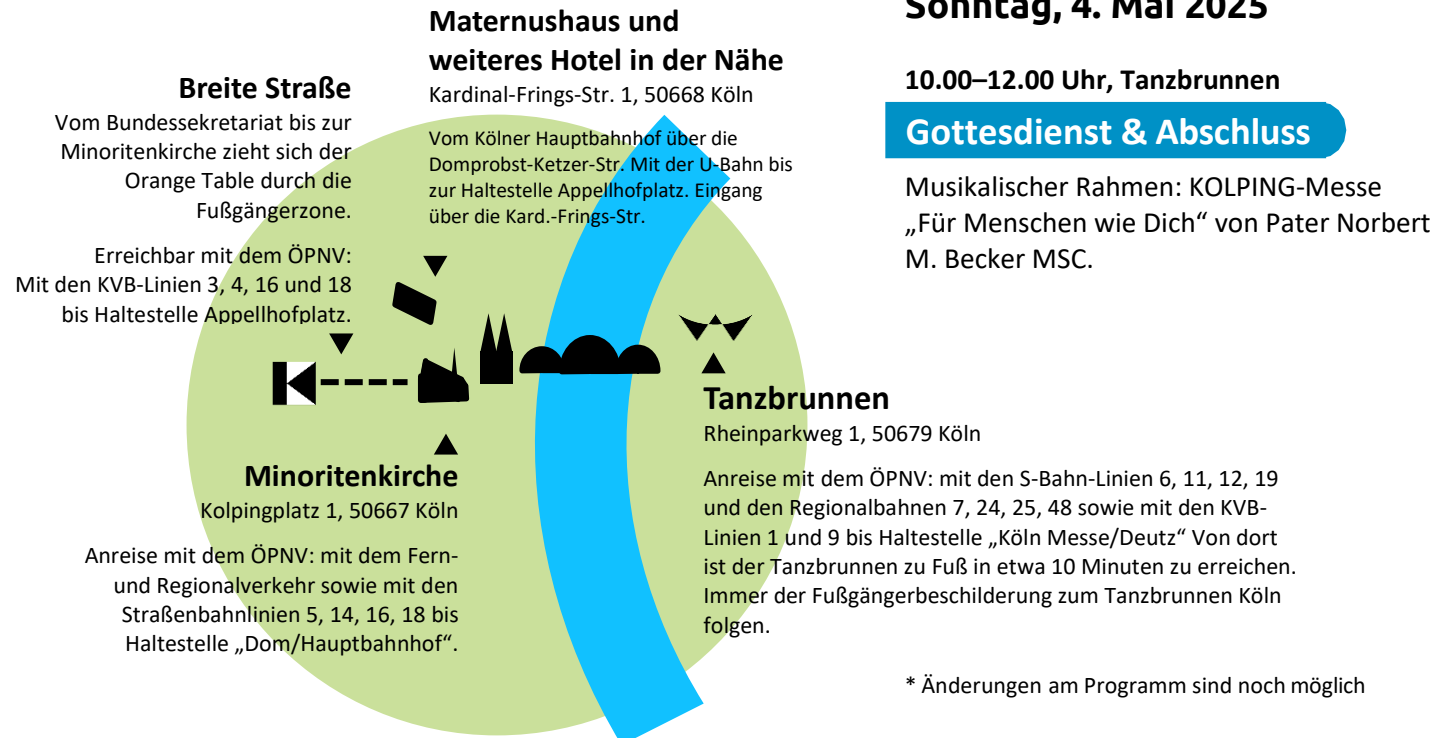 Maternushaus und
weiteres Hotel in der Nähe
Kardinal-Frings-Str. 1, 50668 Köln
Vom Kölner Hauptbahnhof über die
Domprobst-Ketzer-Str. Mit der U-Bahn bis
zur Haltestelle Appellhofplatz. Eingang
über die Kard.-Frings-Str.
Breite Straße
Vom Bundessekretariat bis zur
Minoritenkirche zieht sich der
Orange Table durch die
Fußgängerzone.
Erreichbar mit dem ÖPNV:
Mit den KVB-Linien 3, 4, 16 und 18
bis Haltestelle Appellhofplatz.
Minoritenkirche
Kolpingplatz 1, 50667 Köln
Anreise mit dem ÖPNV: mit dem Fern-
und Regionalverkehr sowie mit den
Straßenbahnlinien 5, 14, 16, 18 bis
Haltestelle „Dom/Hauptbahnhof“.
Tanzbrunnen
Rheinparkweg 1, 50679 Köln
Anreise mit dem ÖPNV: mit den S-Bahn-Linien 6, 11, 12, 19
und den Regionalbahnen 7, 24, 25, 48 sowie mit den KVB-
Linien 1 und 9 bis Haltestelle „Köln Messe/Deutz“ Von dort
ist der Tanzbrunnen zu Fuß in etwa 10 Minuten zu erreichen.
Immer der Fußgängerbeschilderung zum Tanzbrunnen Köln
folgen.
Sonntag, 4. Mai 2025
10.00–12.00 Uhr, Tanzbrunnen
Gottesdienst & Abschluss
Musikalischer Rahmen: KOLPING-Messe
„Für Menschen wie Dich“ von Pater Norbert
M. Becker MSC.
* Änderungen am Programm sind noch möglich